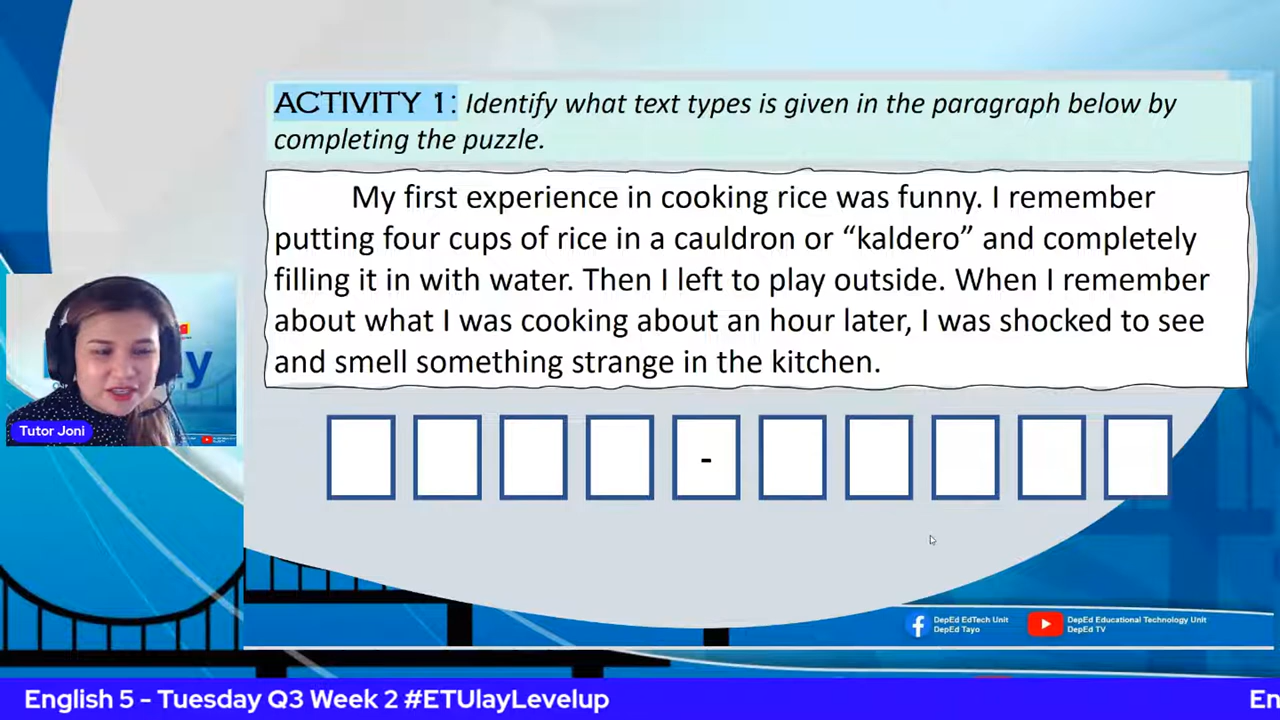 ACTIVITY 1: Identify what text types is given in the paragraph below by
completing the puzzle.
My first experience in cooking rice was funny. I remember
putting four cups of rice in a cauldron or “kaldero” and completely
filling it in with water. Then I left to play outside. When I remember
about what I was cooking about an hour later, I was shocked to see
and smell something strange in the kitchen.
-
Tutor Joni
DepEd EdTech Unit
DepEd Tayo
DepEd Educational Technology Unit
DepEd TV
English 5 - Tuesday Q3 Week 2 #ETUlayLevelup
En